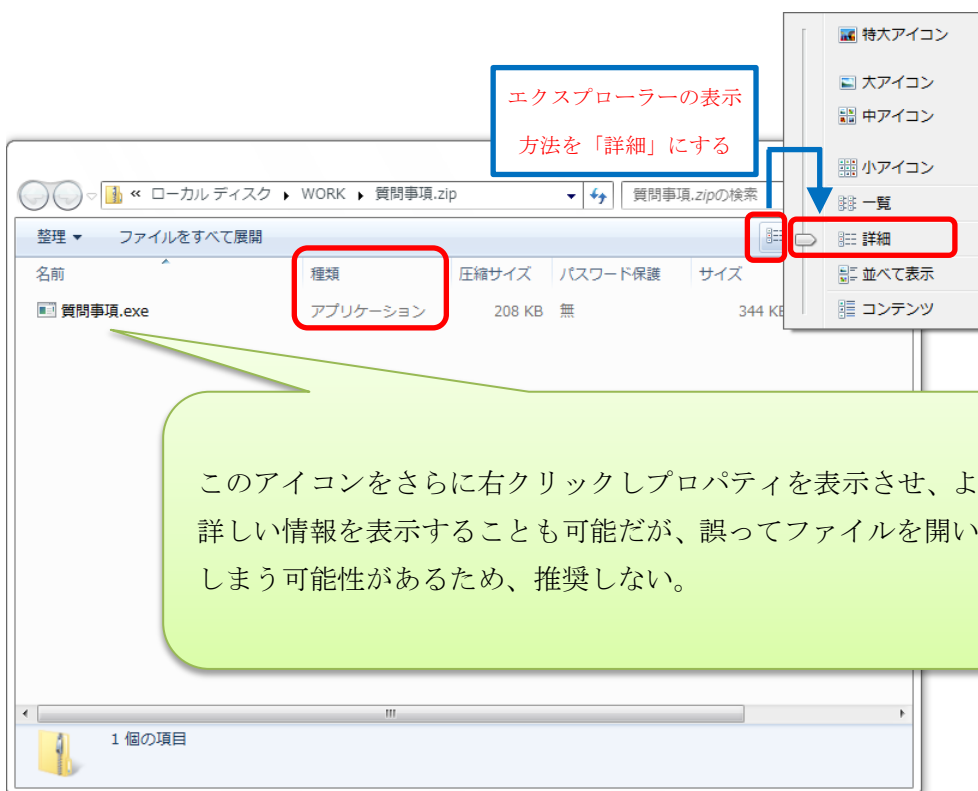 特大アイコン
大アイコン
中アイコン
小アイコン
一覧
詳細
並べて表示
コンテンツ
エクスプローラーの表示
方法を「詳細」にする
« ローカル ディスク ▸ WORK ▸ 質問事項.zip
質問事項.zipの検索
整理 ▼ ファイルをすべて展開
名前 種類 圧縮サイズ パスワード保護 サイズ
質問事項.exe アプリケーション 208 KB 無 344 KB
このアイコンをさらに右クリックしプロパティを表示させ、よ
詳しい情報を表示することも可能だが、誤ってファイルを開い
しまう可能性があるため、推奨しない。
1 個の項目